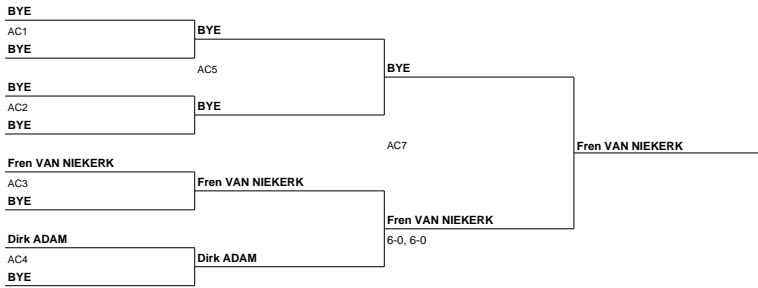 BYE
AC1
BYE
BYE
AC5
BYE
BYE
AC2
BYE
BYE
AC7
Fren VAN NIEKERK
Fren VAN NIEKERK
AC3
Fren VAN NIEKERK
BYE
Fren VAN NIEKERK
6-0, 6-0
Dirk ADAM
AC4
Dirk ADAM
BYE